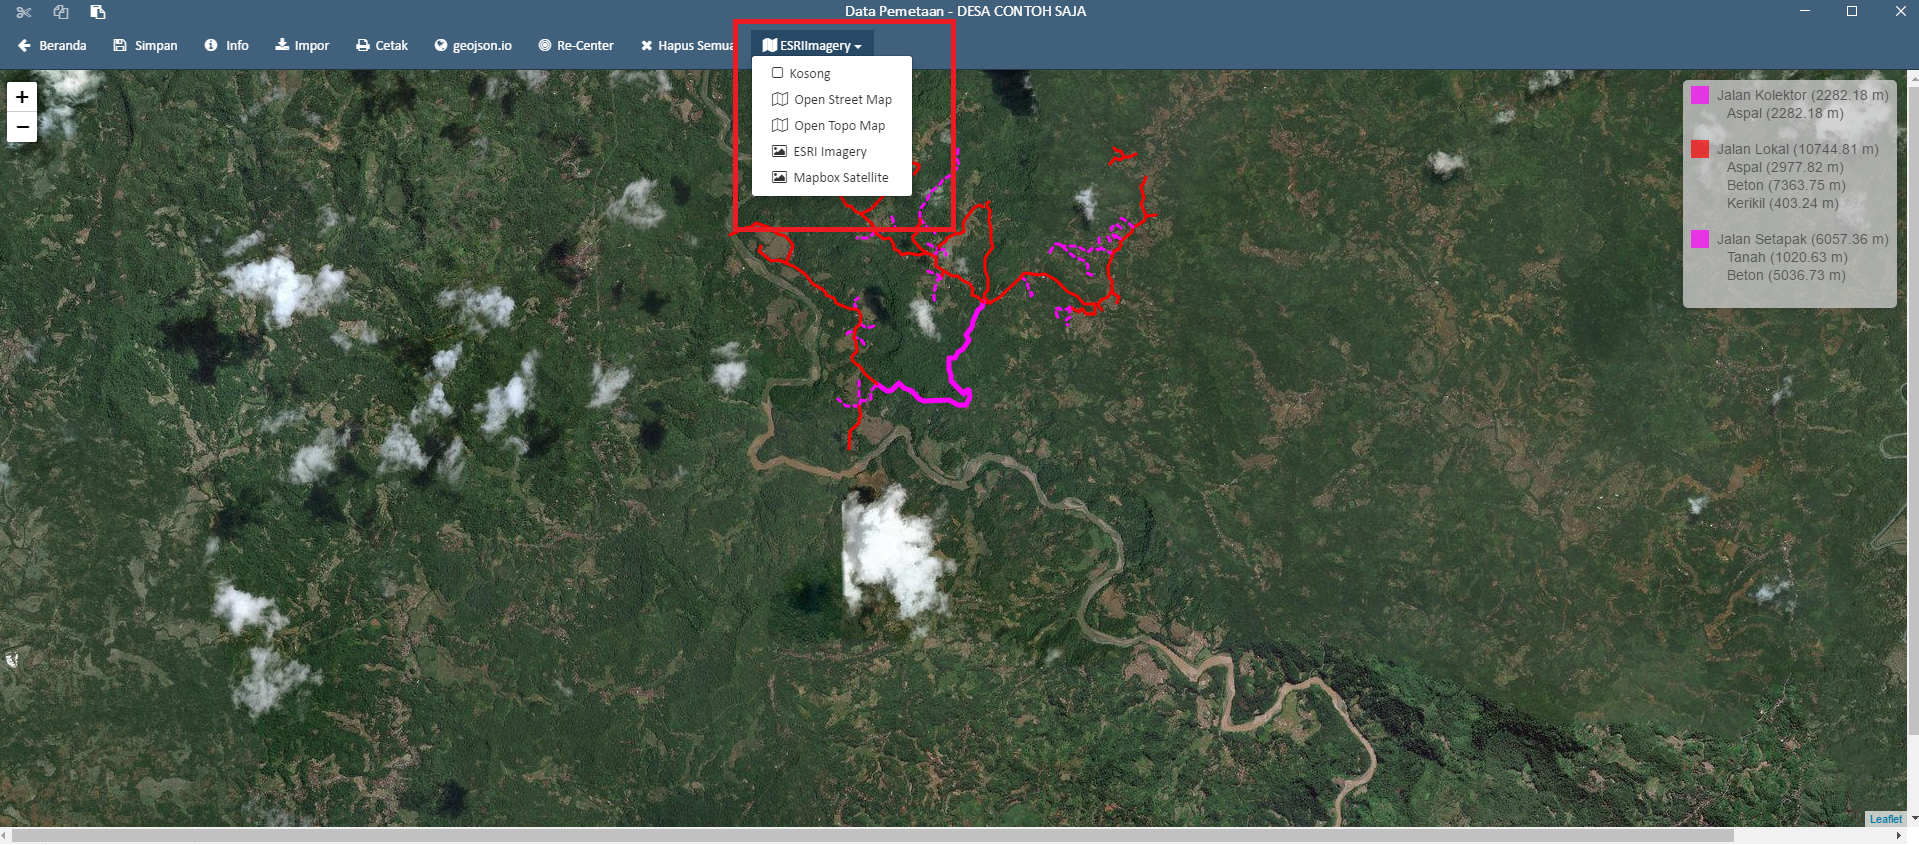 Data Pemetaan - DESA CONTOH SAJA
Beranda Simpan Info Impor Cetak geojson.io Re-Center Hapus Semua ESRIImagery
Kosong
Open Street Map
Open Topo Map
ESRI Imagery
Mapbox Satellite
+
−
Jalan Kolektor (2282.18 m)
Aspal (2282.18 m)
Jalan Lokal (10744.81 m)
Aspal (2977.82 m)
Beton (7363.75 m)
Kerikil (403.24 m)
Jalan Setapak (6057.36 m)
Tanah (1020.63 m)
Beton (5036.73 m)
Leaflet